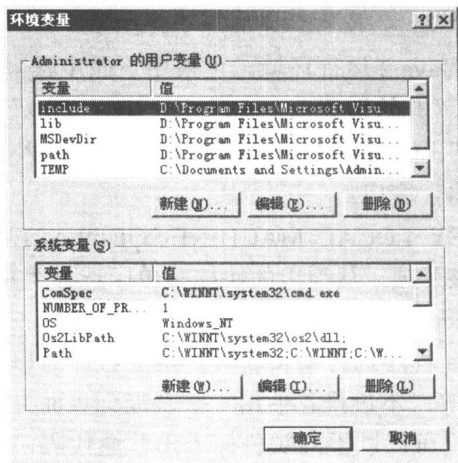 环境变量
Administrator 的用户变量(U)
变量 值
include D:\Program Files\Microsoft Visu...
lib D:\Program Files\Microsoft Visu...
MSDevDir D:\Program Files\Microsoft Visu...
path D:\Program Files\Microsoft Visu...
TEMP C:\Documents and Settings\Admin...
新建(N)... 编辑(E)... 删除(D)
系统变量(S)
变量 值
ComSpec C:\WINNT\system32\cmd.exe
NUMBER_OF_PR... 1
OS Windows_NT
Os2LibPath C:\WINNT\system32\os2\dll;
Path C:\WINNT\system32;C:\WINNT;C:\W...
新建(W)... 编辑(I)... 删除(L)
确定 取消